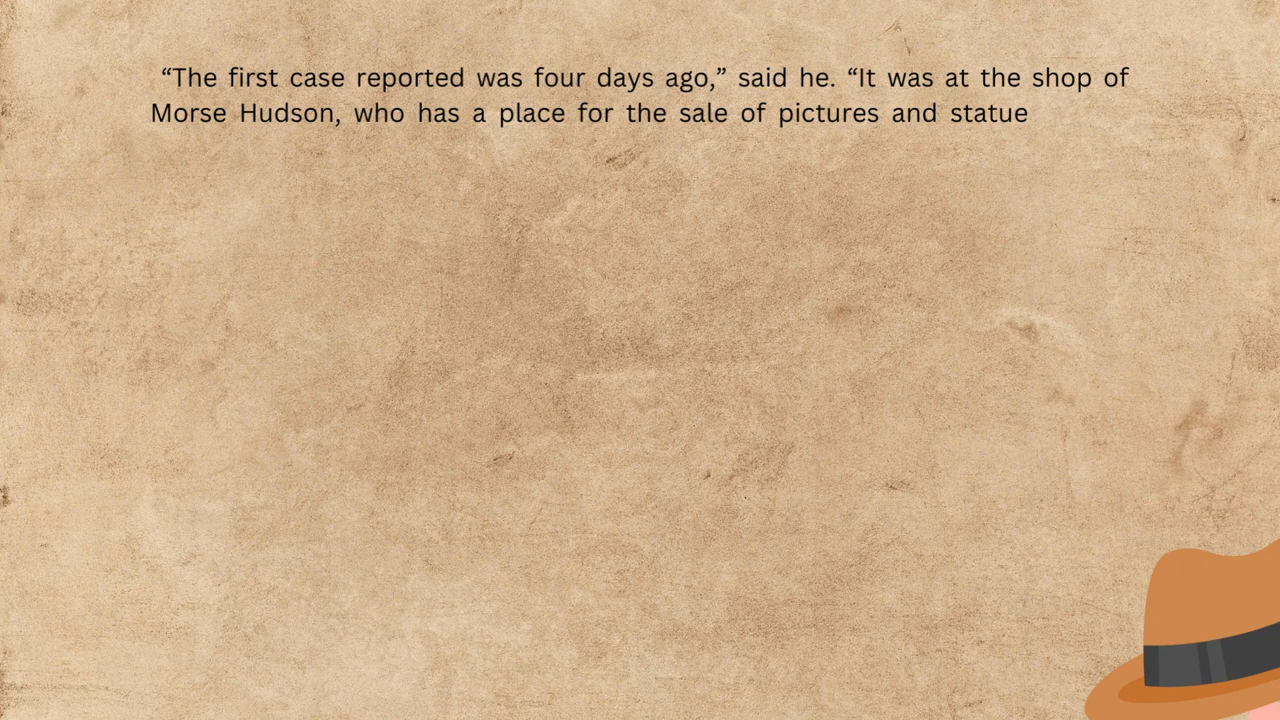 “The first case reported was four days ago,” said he. “It was at the shop of
Morse Hudson, who has a place for the sale of pictures and statue